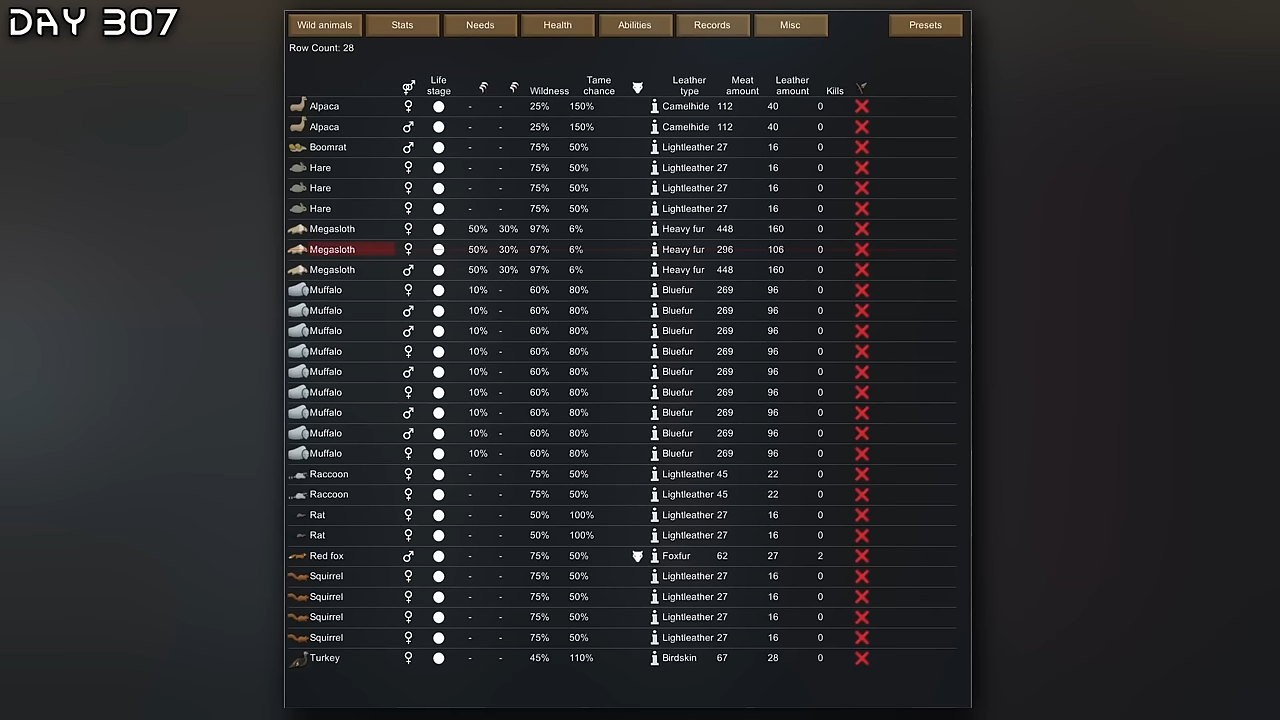 DAY 307
Wild animals Stats Needs Health Abilities Records Misc Presets
Row Count: 28
Life stage Wildness Tame chance Leather type Meat amount Leather amount Kills
Alpaca ♀ - - 25% 150% Camelhide 112 40 0
Alpaca ♂ - - 25% 150% Camelhide 112 40 0
Boomrat ♂ - - 75% 50% Lightleather 27 16 0
Hare ♀ - - 75% 50% Lightleather 27 16 0
Hare ♀ - - 75% 50% Lightleather 27 16 0
Hare ♀ - - 75% 50% Lightleather 27 16 0
Megasloth ♀ 50% 30% 97% 6% Heavy fur 448 160 0
Megasloth ♀ 50% 30% 97% 6% Heavy fur 296 106 0
Megasloth ♂ 50% 30% 97% 6% Heavy fur 448 160 0
Muffalo ♀ 10% - 60% 80% Bluefur 269 96 0
Muffalo ♂ 10% - 60% 80% Bluefur 269 96 0
Muffalo ♂ 10% - 60% 80% Bluefur 269 96 0
Muffalo ♀ 10% - 60% 80% Bluefur 269 96 0
Muffalo ♂ 10% - 60% 80% Bluefur 269 96 0
Muffalo ♀ 10% - 60% 80% Bluefur 269 96 0
Muffalo ♂ 10% - 60% 80% Bluefur 269 96 0
Muffalo ♂ 10% - 60% 80% Bluefur 269 96 0
Muffalo ♀ 10% - 60% 80% Bluefur 269 96 0
Raccoon ♀ - - 75% 50% Lightleather 45 22 0
Raccoon ♀ - - 75% 50% Lightleather 45 22 0
Rat ♀ - - 50% 100% Lightleather 27 16 0
Rat ♀ - - 50% 100% Lightleather 27 16 0
Red fox ♂ - - 75% 50% Foxfur 62 27 2
Squirrel ♀ - - 75% 50% Lightleather 27 16 0
Squirrel ♀ - - 75% 50% Lightleather 27 16 0
Squirrel ♀ - - 75% 50% Lightleather 27 16 0
Squirrel ♀ - - 75% 50% Lightleather 27 16 0
Turkey ♀ - - 45% 110% Birdskin 67 28 0